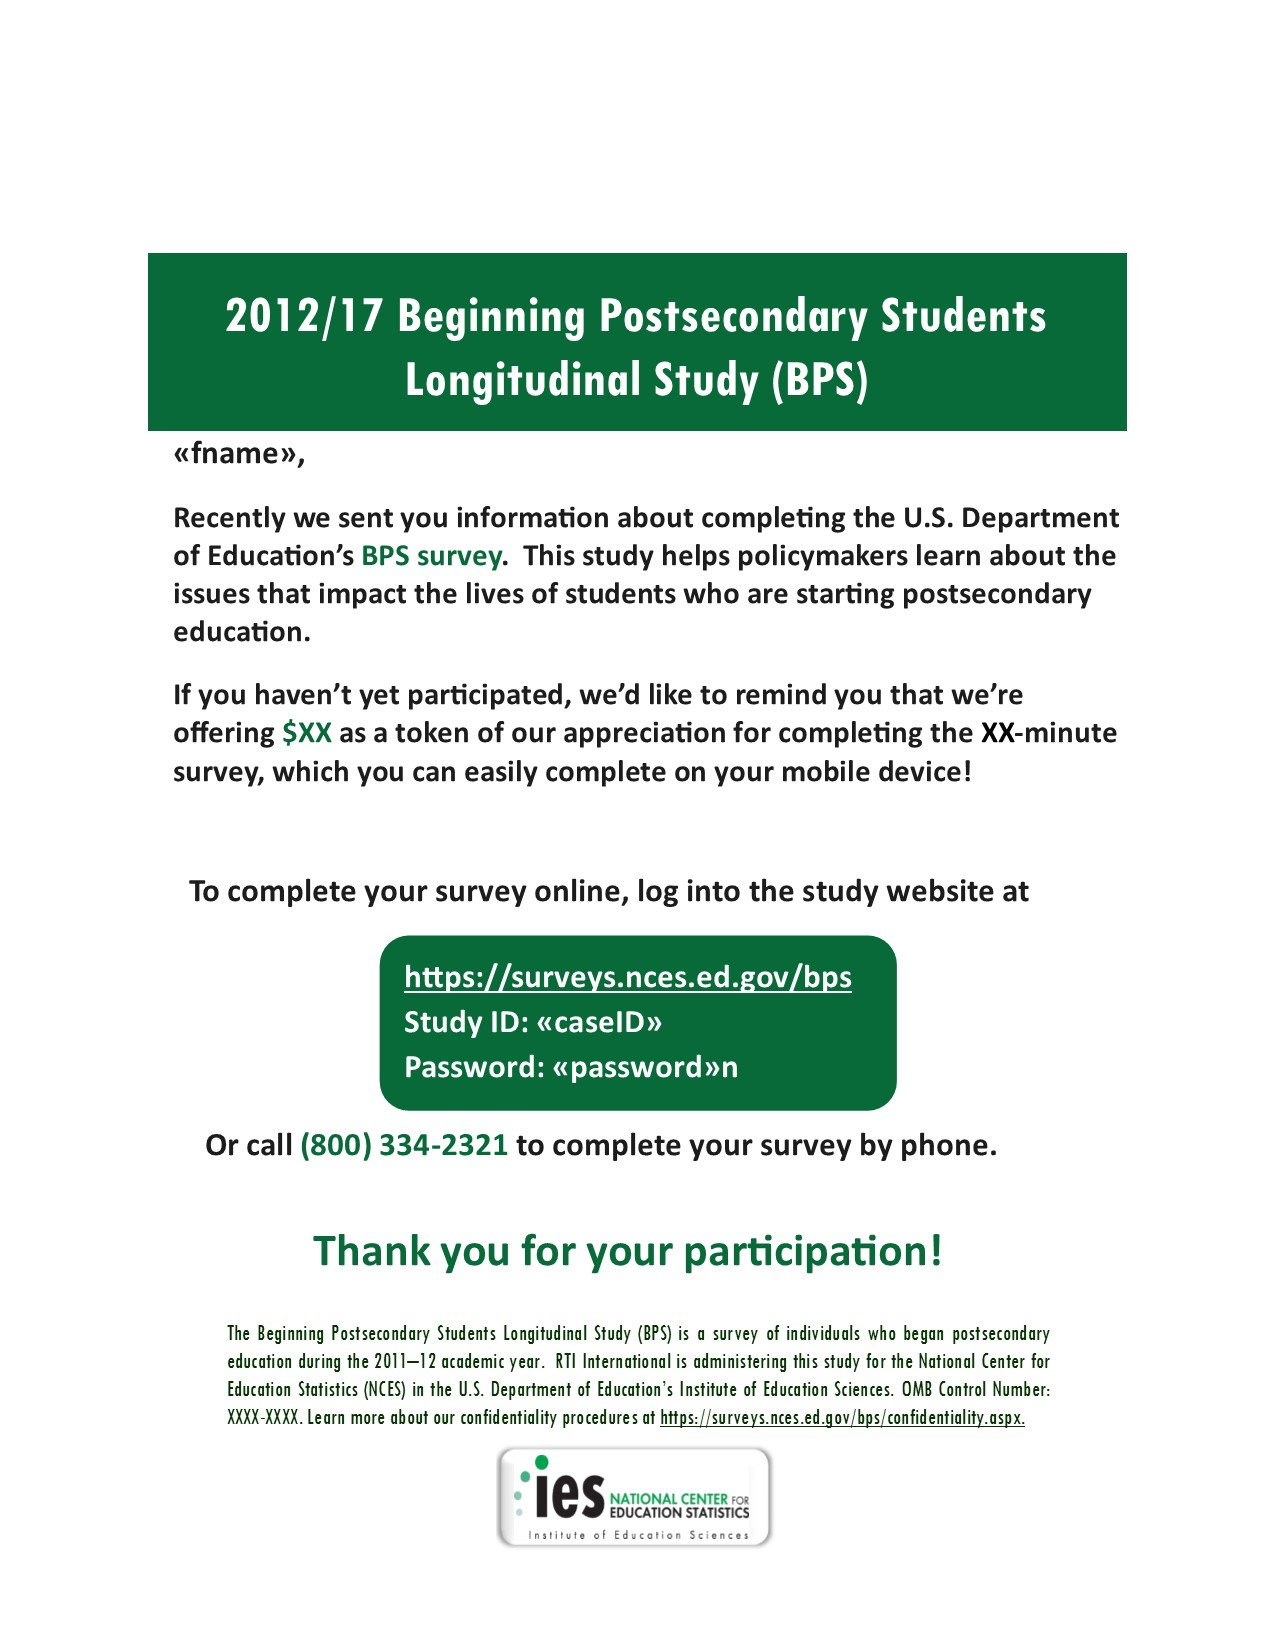 2012/17 Beginning Postsecondary Students
Longitudinal Study (BPS)
«fname»,
Recently we sent you information about completing the U.S. Department
of Education’s BPS survey.  This study helps policymakers learn about the
issues that impact the lives of students who are starting postsecondary
education.
If you haven’t yet participated, we’d like to remind you that we’re
offering $XX as a token of our appreciation for completing the XX-minute
survey, which you can easily complete on your mobile device!
To complete your survey online, log into the study website at
https://surveys.nces.ed.gov/bps
Study ID: «caseID»
Password: «password»n
Or call (800) 334-2321 to complete your survey by phone.
Thank you for your participation!
The Beginning Postsecondary Students Longitudinal Study (BPS) is a survey of individuals who began postsecondary
education during the 2011–12 academic year.  RTI International is administering this study for the National Center for
Education Statistics (NCES) in the U.S. Department of Education’s Institute of Education Sciences. OMB Control Number:
XXXX-XXXX. Learn more about our confidentiality procedures at https://surveys.nces.ed.gov/bps/confidentiality.aspx.
ies NATIONAL CENTER FOR
EDUCATION STATISTICS
Institute of Education Sciences